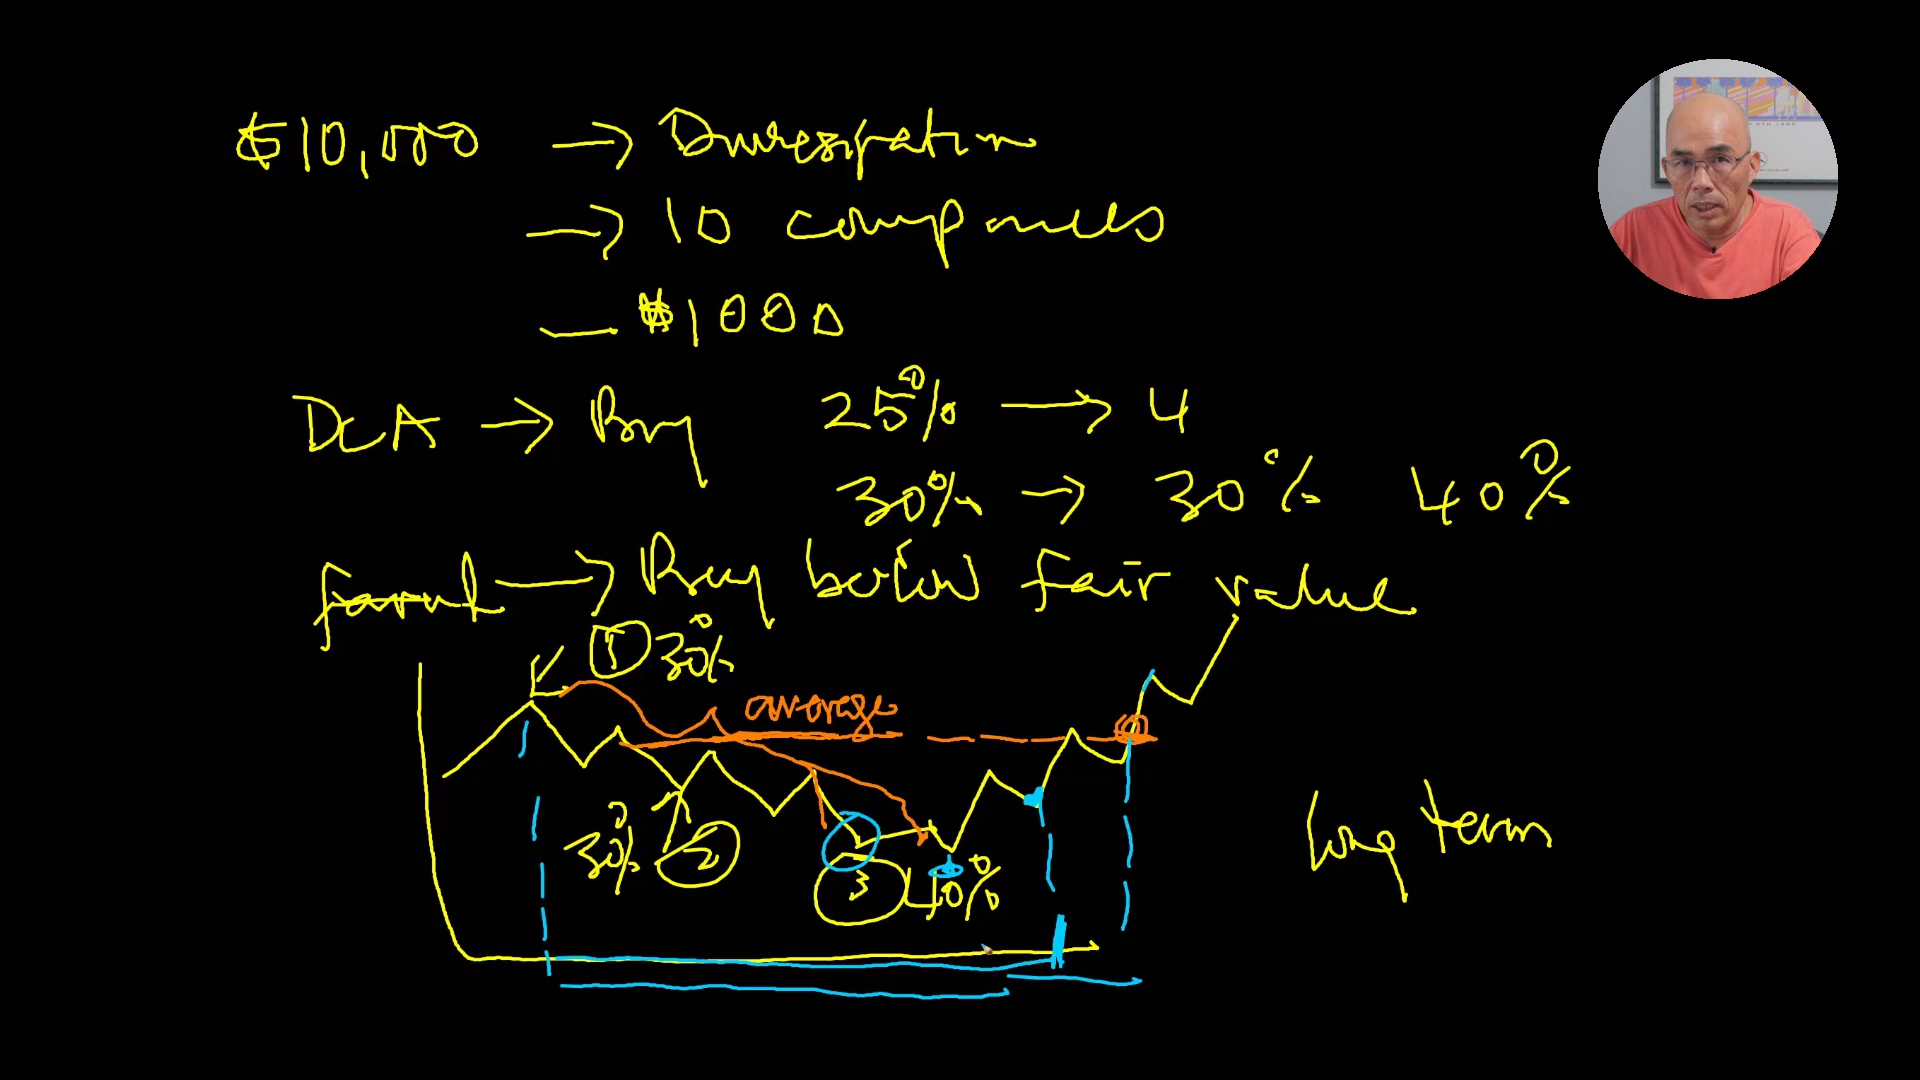 $10,000 → Diversification
→ 10 companies
— $1000
DCA → Buy 25% → 4
30% → 30% 40%
→ Buy below fair value
① 30%
average
30% ②
③ 40%
long term